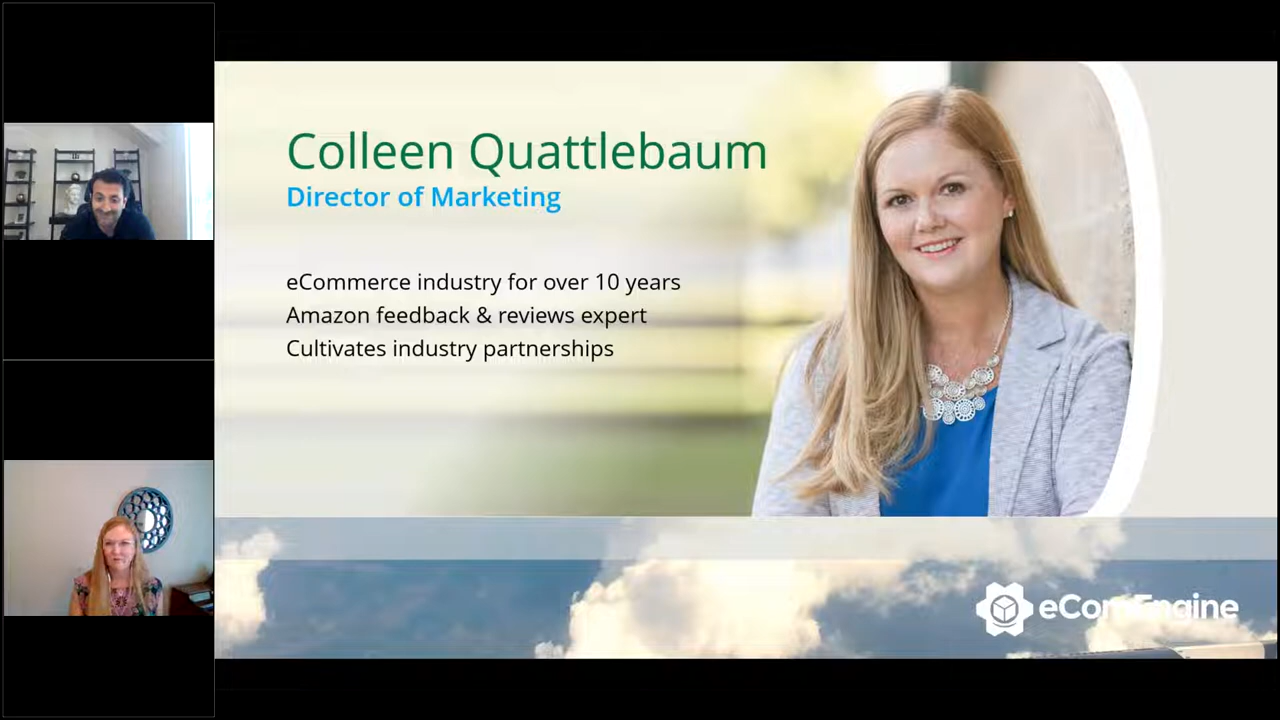 Colleen Quattlebaum
Director of Marketing
eCommerce industry for over 10 years
Amazon feedback & reviews expert
Cultivates industry partnerships
eComEngine